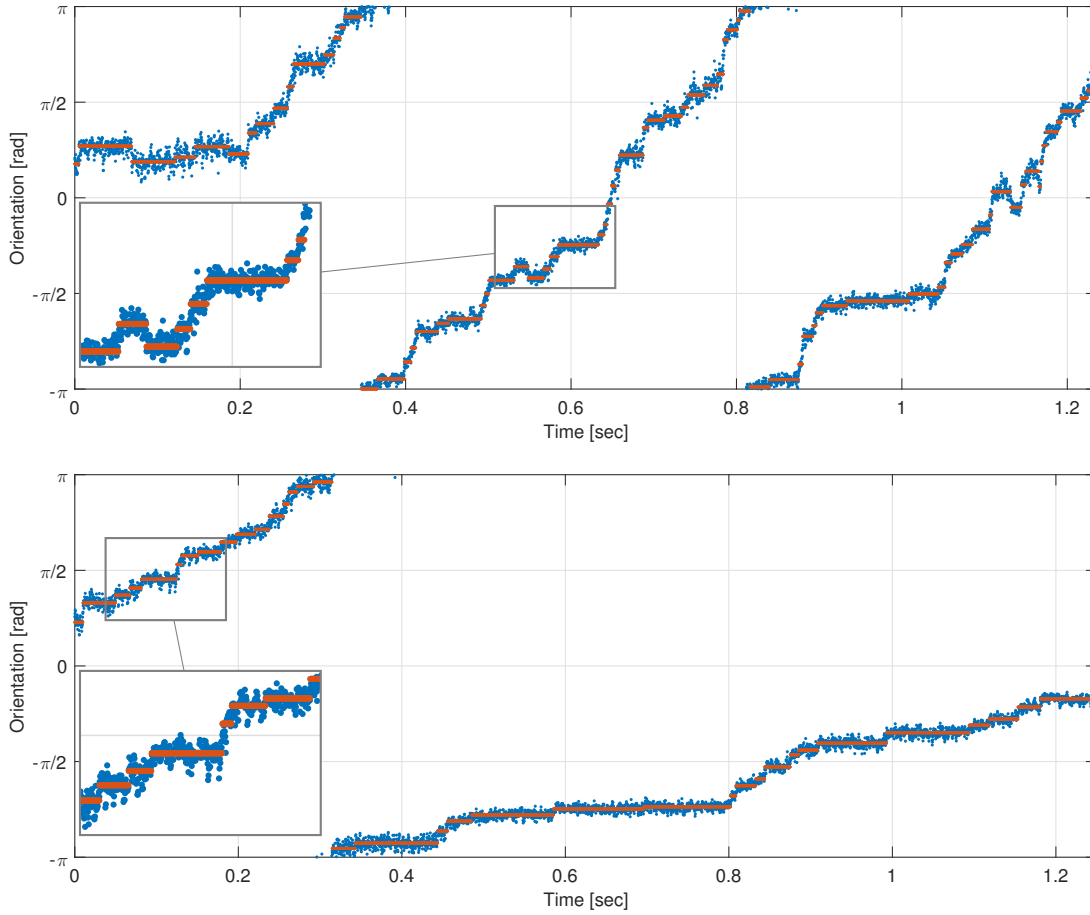 π
π/2
0
-π/2
-π
Orientation [rad]
0 0.2 0.4 0.6 0.8 1 1.2
Time [sec]
π
π/2
0
-π/2
-π
Orientation [rad]
0 0.2 0.4 0.6 0.8 1 1.2
Time [sec]